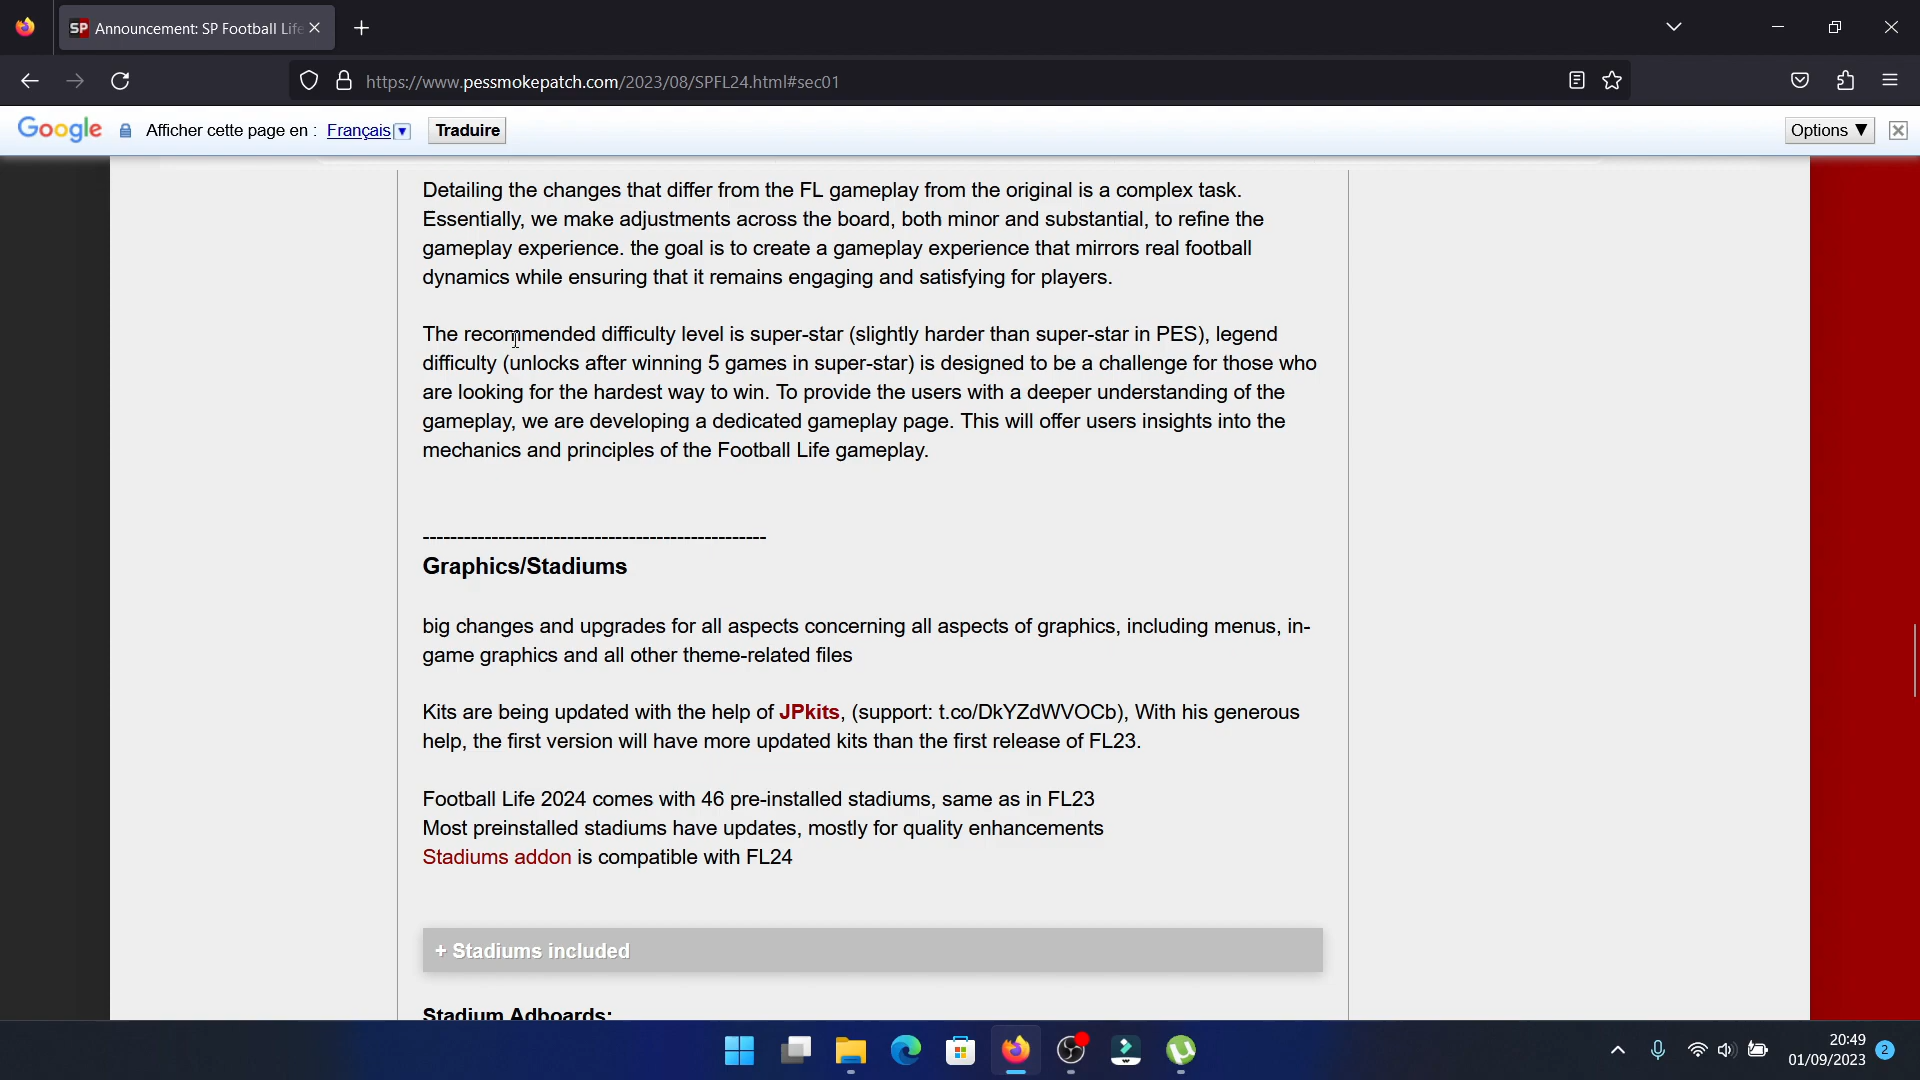 SP Announcement: SP Football Life
https://www.pessmokepatch.com/2023/08/SPFL24.html#sec01
Google Afficher cette page en : Français Traduire Options
Detailing the changes that differ from the FL gameplay from the original is a complex task.
Essentially, we make adjustments across the board, both minor and substantial, to refine the
gameplay experience. the goal is to create a gameplay experience that mirrors real football
dynamics while ensuring that it remains engaging and satisfying for players.
The recommended difficulty level is super-star (slightly harder than super-star in PES), legend
difficulty (unlocks after winning 5 games in super-star) is designed to be a challenge for those who
are looking for the hardest way to win. To provide the users with a deeper understanding of the
gameplay, we are developing a dedicated gameplay page. This will offer users insights into the
mechanics and principles of the Football Life gameplay.
--------------------------------------------------
Graphics/Stadiums
big changes and upgrades for all aspects concerning all aspects of graphics, including menus, in-
game graphics and all other theme-related files
Kits are being updated with the help of JPkits, (support: t.co/DkYZdWVOCb), With his generous
help, the first version will have more updated kits than the first release of FL23.
Football Life 2024 comes with 46 pre-installed stadiums, same as in FL23
Most preinstalled stadiums have updates, mostly for quality enhancements
Stadiums addon is compatible with FL24
+ Stadiums included
Stadium Adboards:
20:49
01/09/2023
2